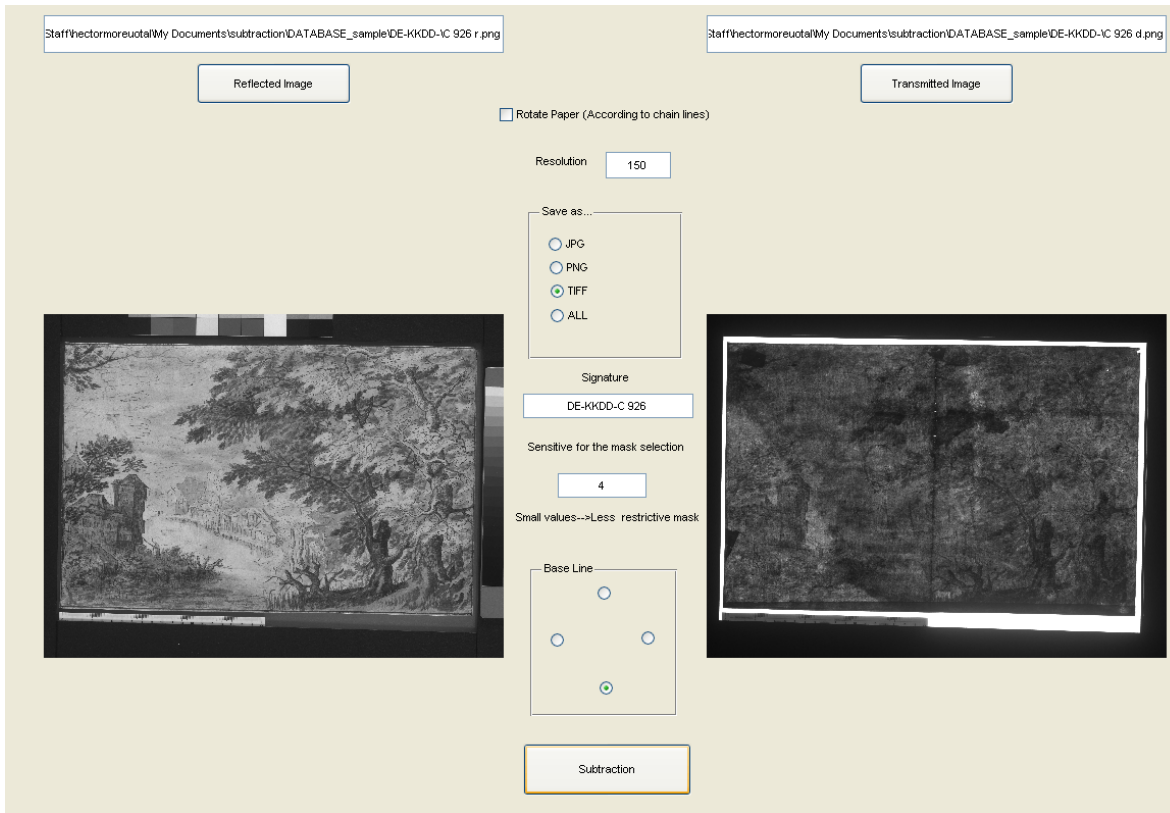 Staff\hectormoreuotal\My Documents\subtraction\DATABASE_sample\DE-KKDD-\C 926 r.png
Staff\hectormoreuotal\My Documents\subtraction\DATABASE_sample\DE-KKDD-\C 926 d.png
Reflected Image
Transmitted Image
Rotate Paper (According to chain lines)
Resolution 150
Save as...
JPG
PNG
TIFF
ALL
Signature
DE-KKDD-C 926
Sensitive for the mask selection
4
Small values-->Less restrictive mask
Base Line
Subtraction